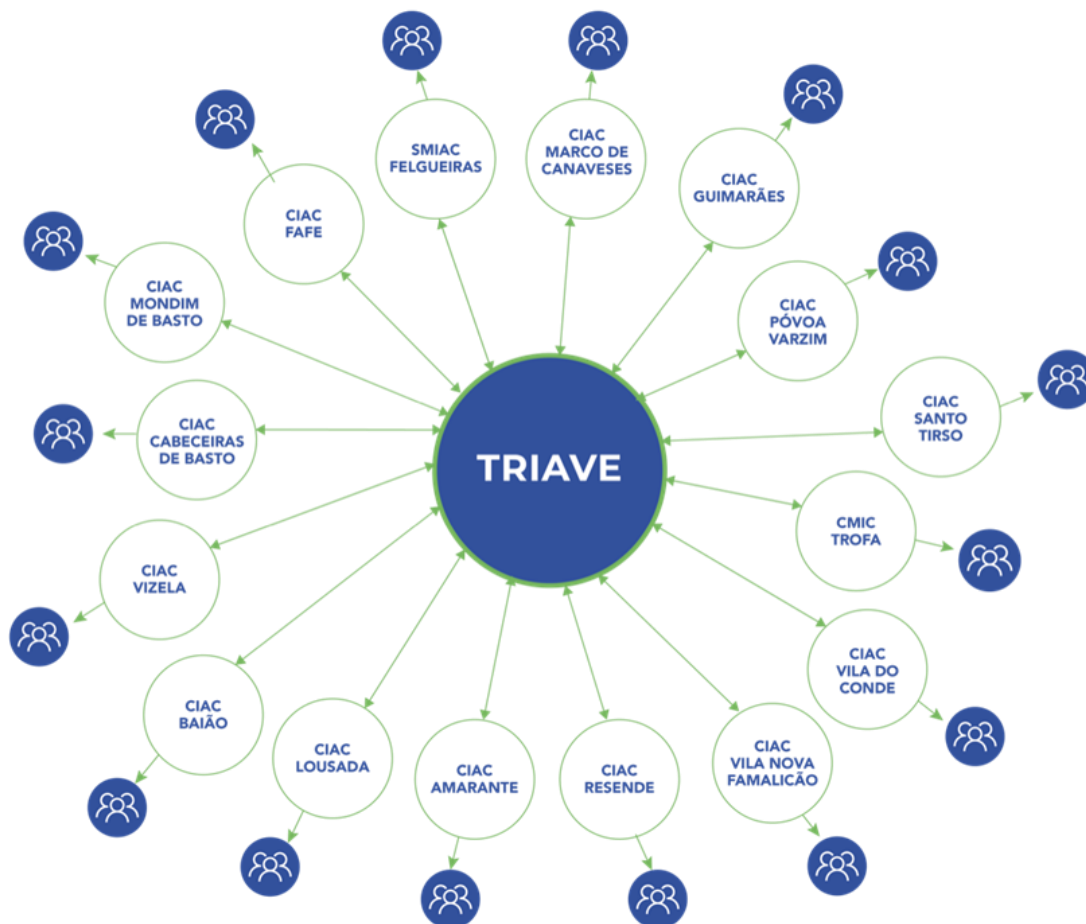 SMIAC
FELGUEIRAS
CIAC
MARCO DE
CANAVESES
CIAC
GUIMARÃES
CIAC
FAFE
CIAC
MONDIM
DE BASTO
CIAC
PÓVOA
VARZIM
CIAC
SANTO
TIRSO
CIAC
CABECEIRAS
DE BASTO
TRIAVE
CMIC
TROFA
CIAC
VIZELA
CIAC
VILA DO
CONDE
CIAC
BAIÃO
CIAC
LOUSADA
CIAC
AMARANTE
CIAC
RESENDE
CIAC
VILA NOVA
FAMALICÃO